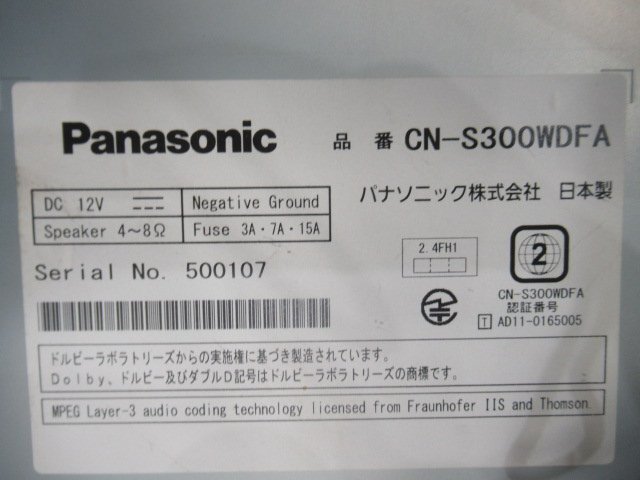 Panasonic 品番 CN-S300WDFA
DC 12V Negative Ground
Speaker 4~8Ω Fuse 3A・7A・15A
パナソニック株式会社 日本製
Serial No. 500107
2.4FH1
2
CN-S300WDFA
認証番号
T AD11-0165005
ドルビーラボラトリーズからの実施権に基づき製造されています。
Dolby、ドルビー及びダブルD記号はドルビーラボラトリーズの商標です。
MPEG Layer-3 audio coding technology licensed from Fraunhofer IIS and Thomson.